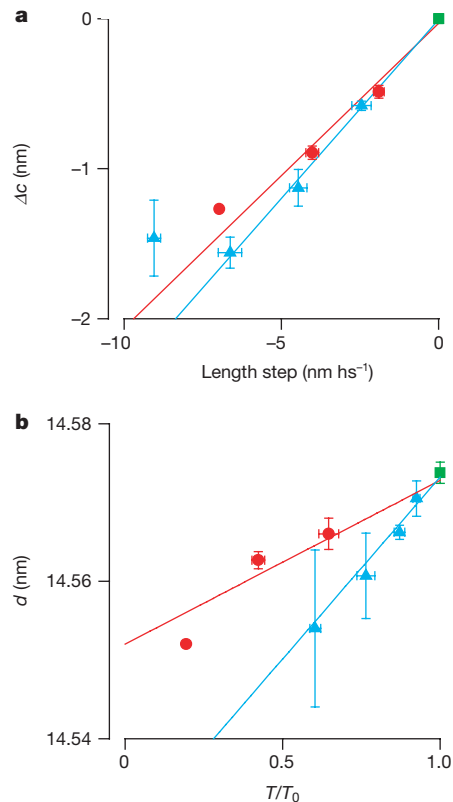 a
0
−1
−2
Δc (nm)
−10
−5
0
Length step (nm hs⁻¹)
b
14.58
14.56
14.54
d (nm)
0
0.5
1.0
T/T₀